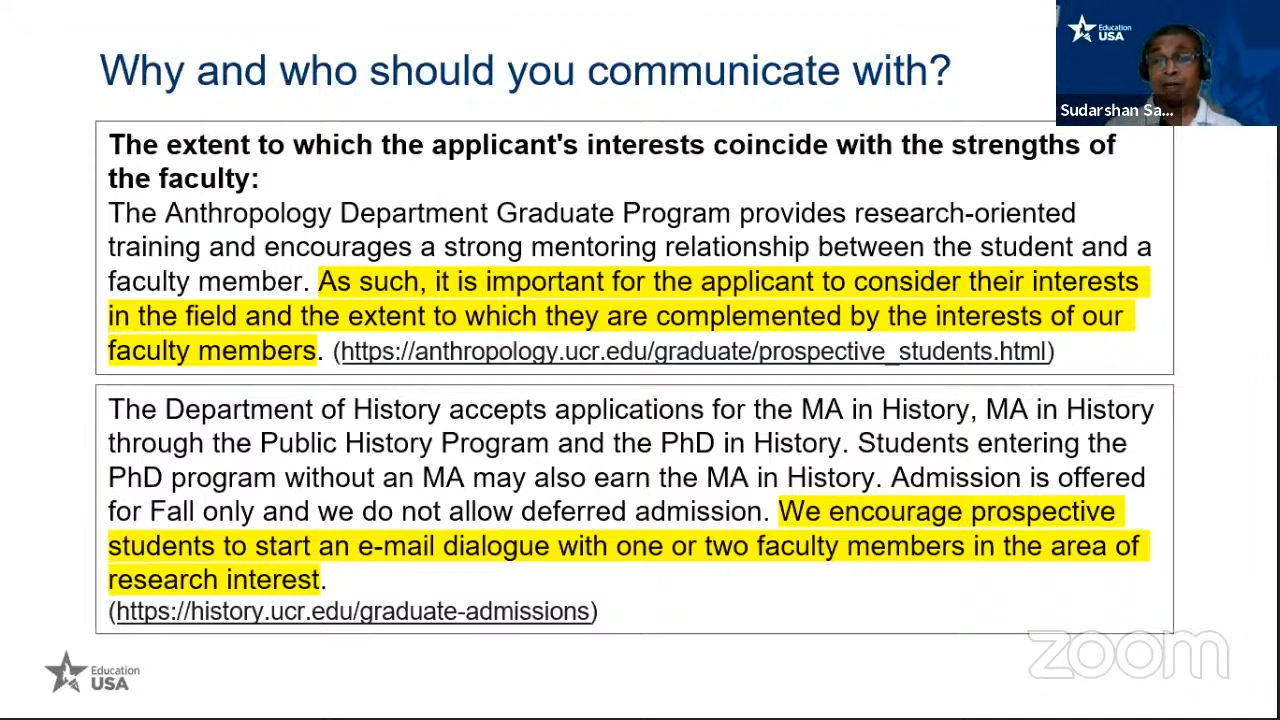 Education
USA
Sudarshan Sa...
Why and who should you communicate with?
The extent to which the applicant's interests coincide with the strengths of
the faculty:
The Anthropology Department Graduate Program provides research-oriented
training and encourages a strong mentoring relationship between the student and a
faculty member. As such, it is important for the applicant to consider their interests
in the field and the extent to which they are complemented by the interests of our
faculty members. (https://anthropology.ucr.edu/graduate/prospective_students.html)
The Department of History accepts applications for the MA in History, MA in History
through the Public History Program and the PhD in History. Students entering the
PhD program without an MA may also earn the MA in History. Admission is offered
for Fall only and we do not allow deferred admission. We encourage prospective
students to start an e-mail dialogue with one or two faculty members in the area of
research interest.
(https://history.ucr.edu/graduate-admissions)
Education
USA
zoom